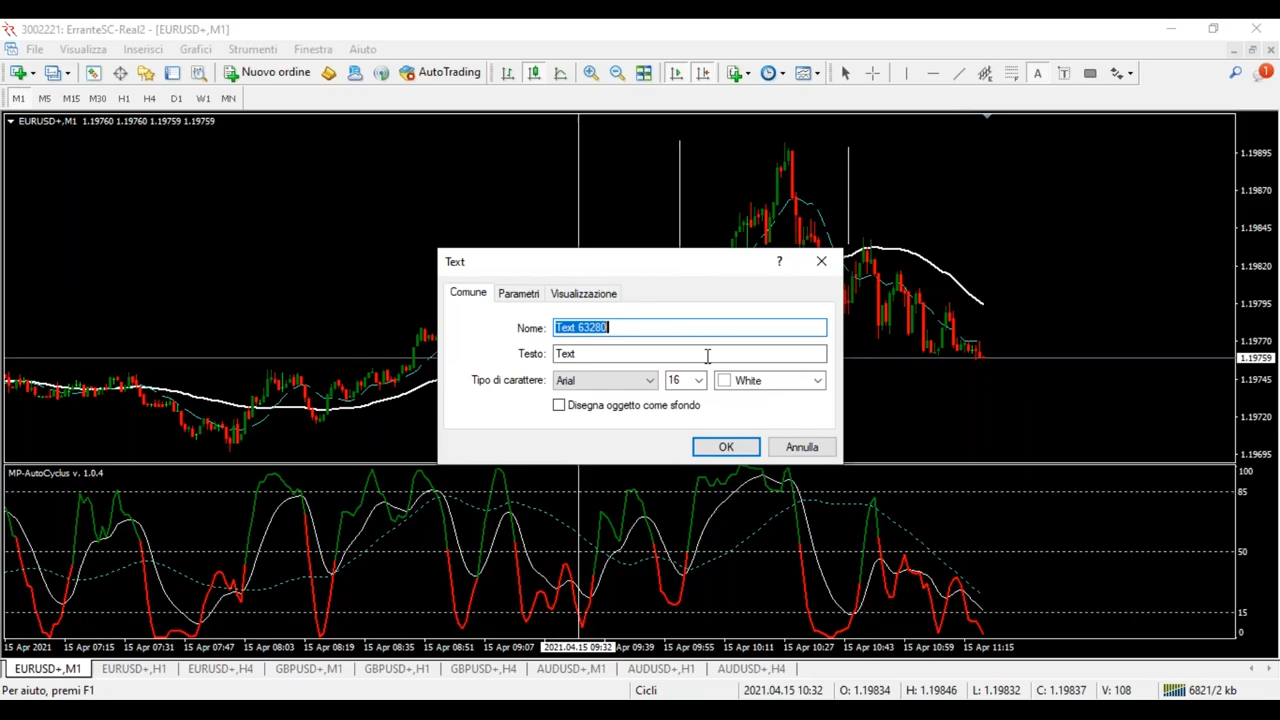 3002221: ErranteSC-Real2 - [EURUSD+,M1]
File Visualizza Inserisci Grafici Strumenti Finestra Aiuto
Nuovo ordine AutoTrading A T 1
M1 M5 M15 M30 H1 H4 D1 W1 MN
EURUSD+,M1 1.19760 1.19760 1.19759 1.19759
1.19895
1.19870
1.19845
1.19820
1.19795
1.19770
1.19759
1.19745
1.19720
1.19695
Text ?
Comune Parametri Visualizzazione
Nome: Text 63280
Testo: Text
Tipo di carattere: Arial 16 White
Disegna oggetto come sfondo
OK Annulla
MP-AutoCyclus v. 1.0.4
100
85
50
15
0
15 Apr 2021 15 Apr 07:15 15 Apr 07:31 15 Apr 07:47 15 Apr 08:03 15 Apr 08:19 15 Apr 08:35 15 Apr 08:51 15 Apr 09:07 2021.04.15 09:32 Apr 09:39 15 Apr 09:55 15 Apr 10:11 15 Apr 10:27 15 Apr 10:43 15 Apr 10:59 15 Apr 11:15
EURUSD+,M1 EURUSD+,H1 EURUSD+,H4 GBPUSD+,M1 GBPUSD+,H1 GBPUSD+,H4 AUDUSD+,M1 AUDUSD+,H1 AUDUSD+,H4
Per aiuto, premi F1 Cicli 2021.04.15 10:32 O: 1.19834 H: 1.19846 L: 1.19832 C: 1.19837 V: 108 6821/2 kb